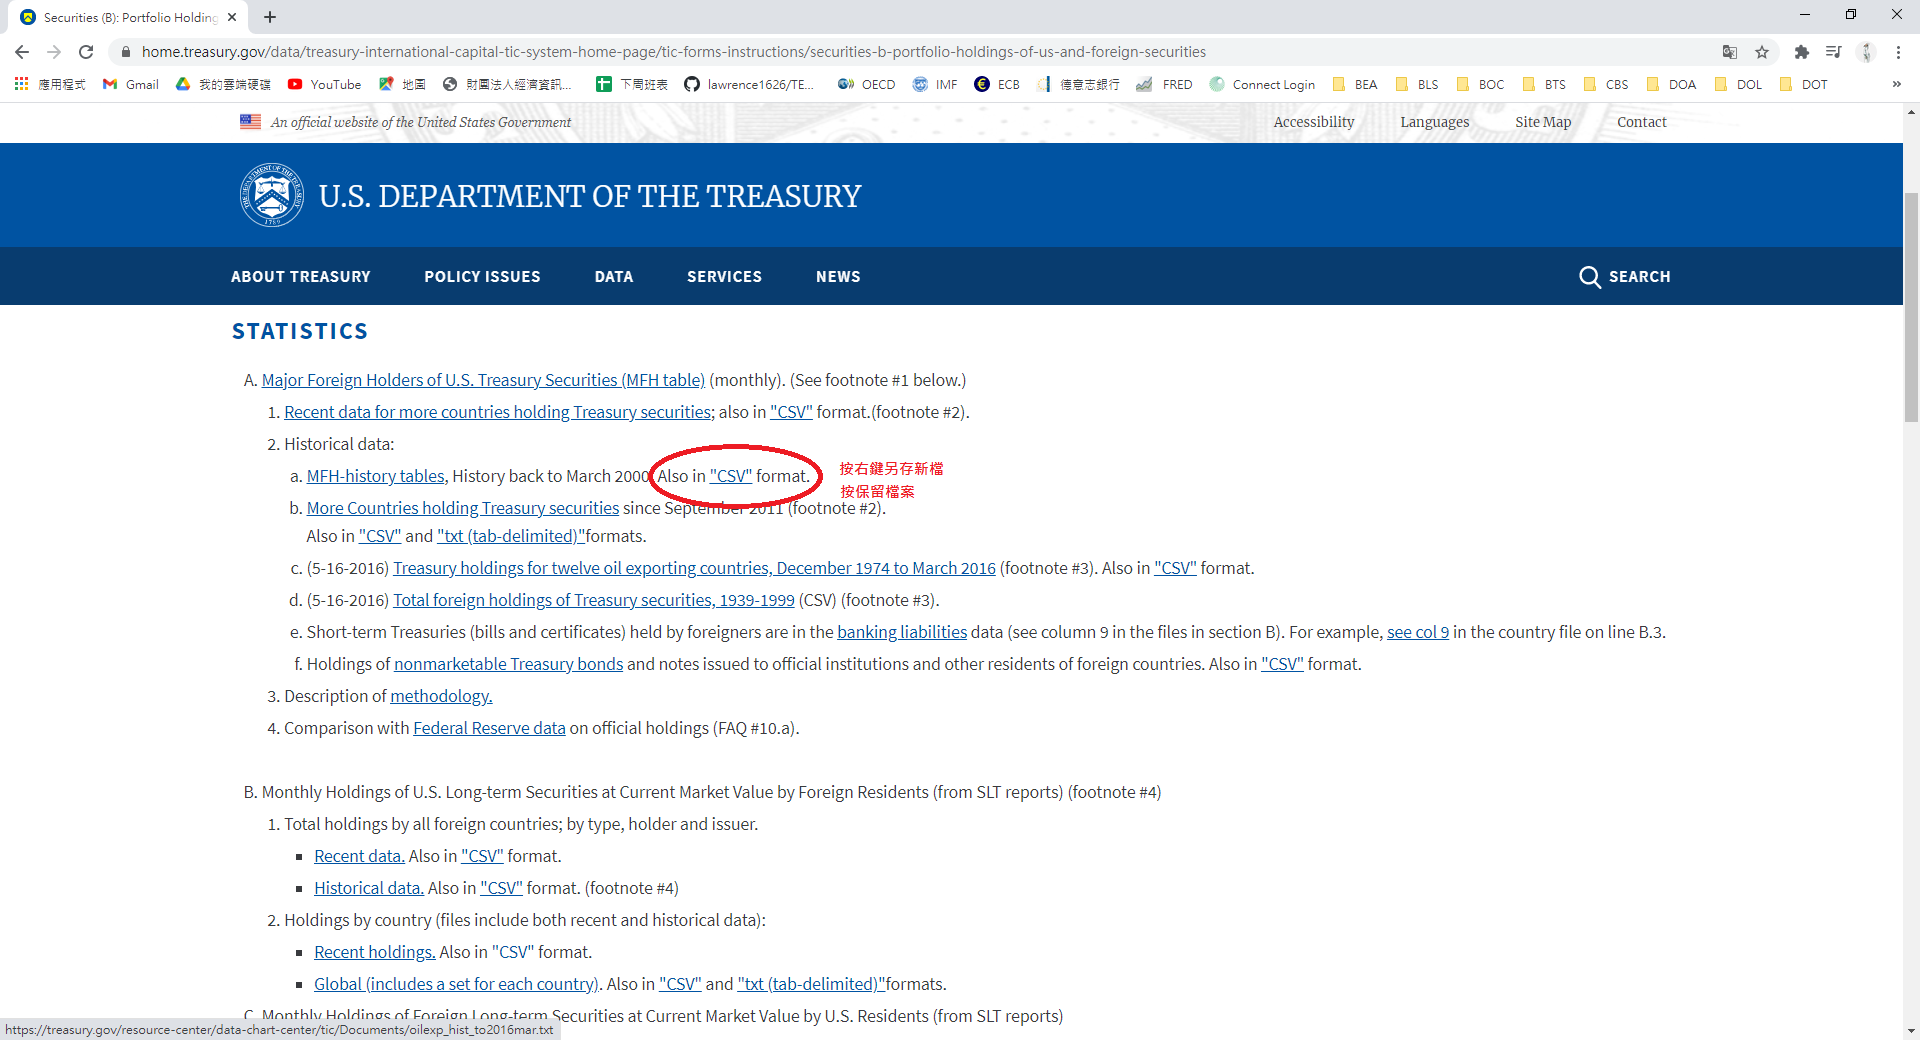 Securities (B): Portfolio Holding
home.treasury.gov/data/treasury-international-capital-tic-system-home-page/tic-forms-instructions/securities-b-portfolio-holdings-of-us-and-foreign-securities
應用程式 Gmail 我的雲端硬碟 YouTube 地圖 財團法人經濟資訊... 下周班表 lawrence1626/TE... OECD IMF ECB 德意志銀行 FRED Connect Login BEA BLS BOC BTS CBS DOA DOL DOT »
An official website of the United States Government Accessibility Languages Site Map Contact
U.S. DEPARTMENT OF THE TREASURY
ABOUT TREASURY POLICY ISSUES DATA SERVICES NEWS SEARCH
STATISTICS
A. Major Foreign Holders of U.S. Treasury Securities (MFH table) (monthly). (See footnote #1 below.)
1. Recent data for more countries holding Treasury securities; also in "CSV" format.(footnote #2).
2. Historical data:
a. MFH-history tables, History back to March 2000. Also in "CSV" format.
按右鍵另存新檔
按保留檔案
b. More Countries holding Treasury securities since September 2011 (footnote #2).
Also in "CSV" and "txt (tab-delimited)"formats.
c. (5-16-2016) Treasury holdings for twelve oil exporting countries, December 1974 to March 2016 (footnote #3). Also in "CSV" format.
d. (5-16-2016) Total foreign holdings of Treasury securities, 1939-1999 (CSV) (footnote #3).
e. Short-term Treasuries (bills and certificates) held by foreigners are in the banking liabilities data (see column 9 in the files in section B). For example, see col 9 in the country file on line B.3.
f. Holdings of nonmarketable Treasury bonds and notes issued to official institutions and other residents of foreign countries. Also in "CSV" format.
3. Description of methodology.
4. Comparison with Federal Reserve data on official holdings (FAQ #10.a).
B. Monthly Holdings of U.S. Long-term Securities at Current Market Value by Foreign Residents (from SLT reports) (footnote #4)
1. Total holdings by all foreign countries; by type, holder and issuer.
Recent data. Also in "CSV" format.
Historical data. Also in "CSV" format. (footnote #4)
2. Holdings by country (files include both recent and historical data):
Recent holdings. Also in "CSV" format.
Global (includes a set for each country). Also in "CSV" and "txt (tab-delimited)"formats.
C. Monthly Holdings of Foreign Long-term Securities at Current Market Value by U.S. Residents (from SLT reports)
https://treasury.gov/resource-center/data-chart-center/tic/Documents/oilexp_hist_to2016mar.txt